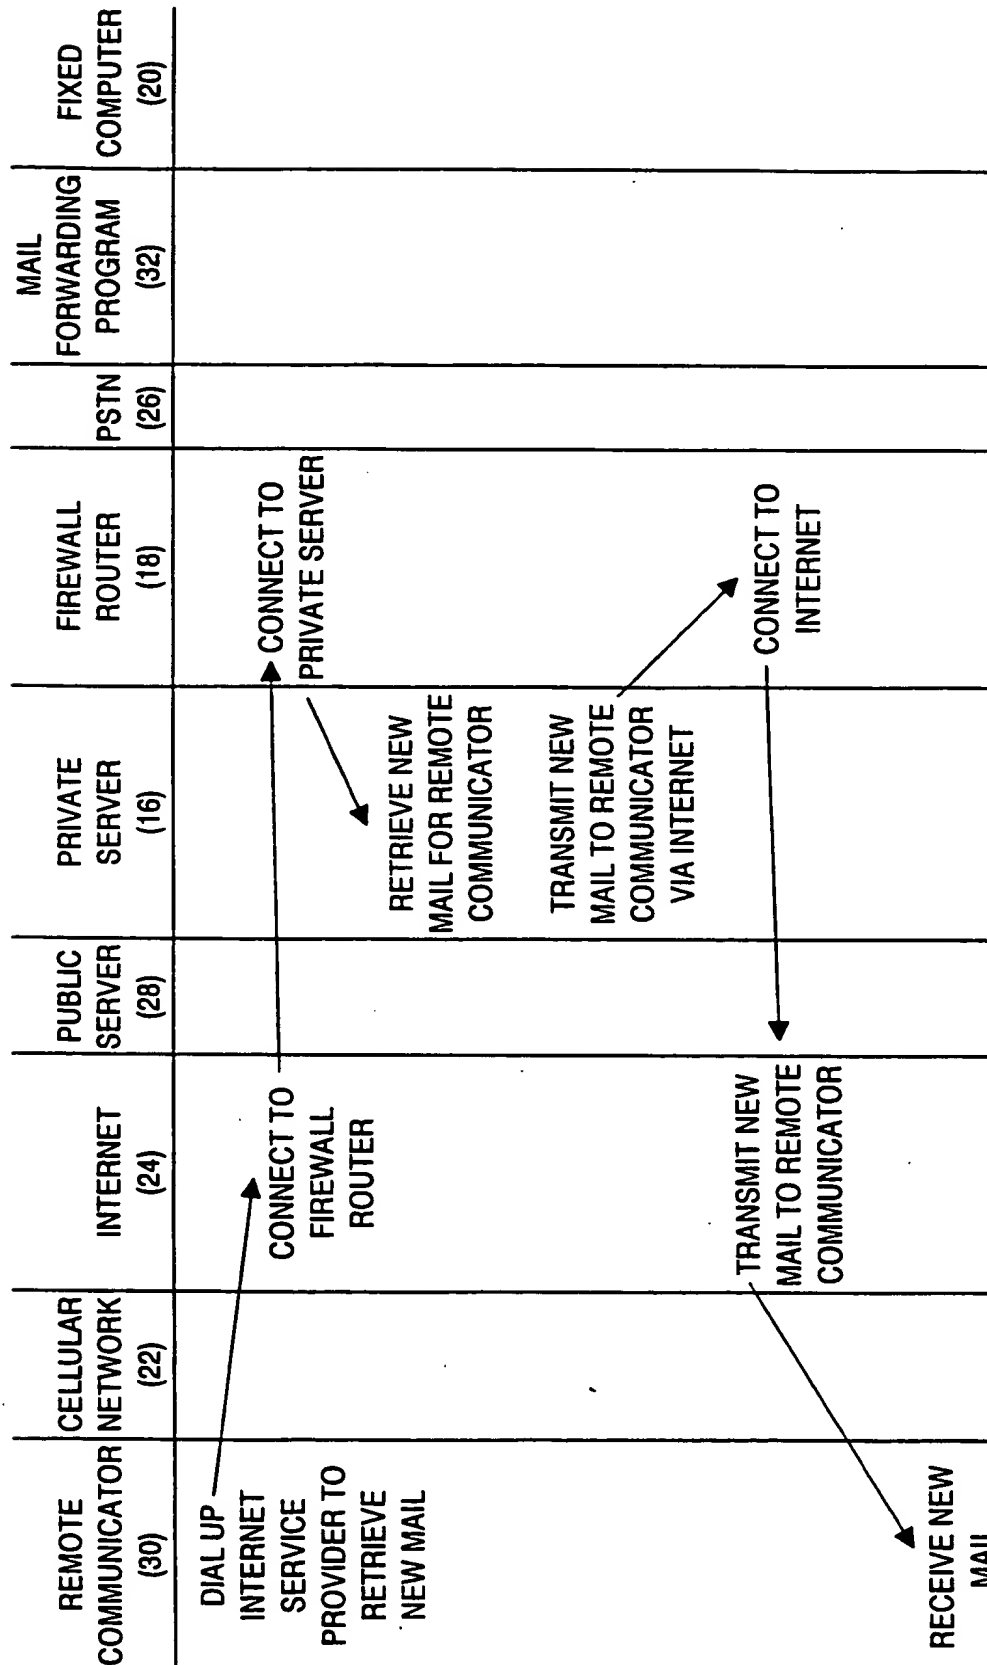 REMOTE
COMMUNICATOR
(30)
CELLULAR
NETWORK
(22)
INTERNET
(24)
PUBLIC
SERVER
(28)
PRIVATE
SERVER
(16)
FIREWALL
ROUTER
(18)
PSTN
(26)
MAIL
FORWARDING
PROGRAM
(32)
FIXED
COMPUTER
(20)
DIAL UP
INTERNET
SERVICE
PROVIDER TO
RETRIEVE
NEW MAIL
CONNECT TO
FIREWALL
ROUTER
CONNECT TO
PRIVATE SERVER
RETRIEVE NEW
MAIL FOR REMOTE
COMMUNICATOR
TRANSMIT NEW
MAIL TO REMOTE
COMMUNICATOR
VIA INTERNET
CONNECT TO
INTERNET
TRANSMIT NEW
MAIL TO REMOTE
COMMUNICATOR
RECEIVE NEW
MAIL